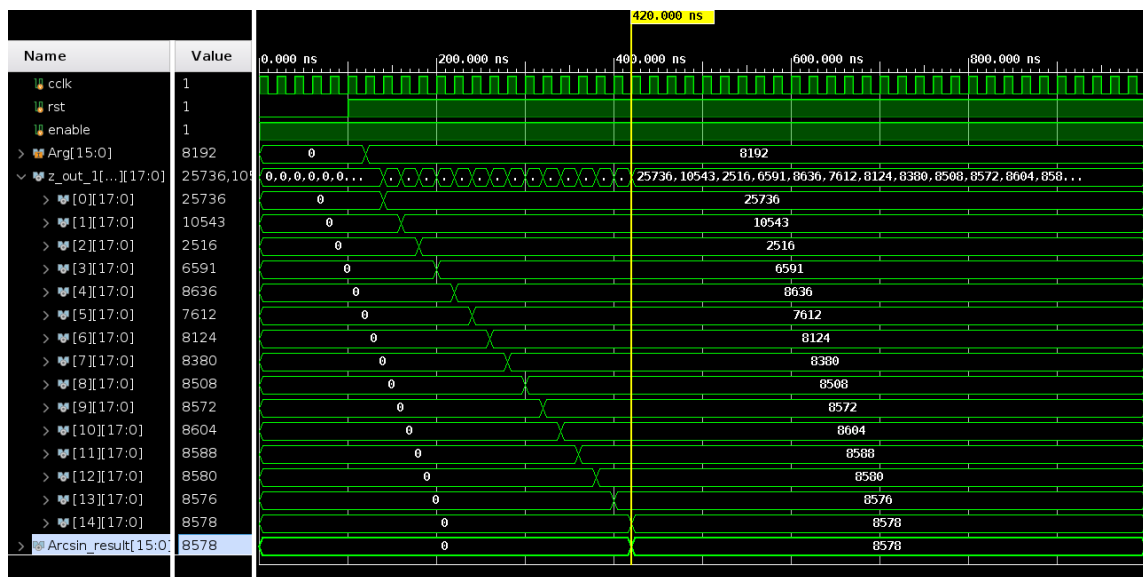 420.000 ns
Name Value 0.000 ns 200.000 ns 400.000 ns 600.000 ns 800.000 ns
cclk 1
rst 1
enable 1
Arg[15:0] 8192 0 8192
z_out_1[...][17:0] 25736,105 0,0,0,0,0,0... 25736,10543,2516,6591,8636,7612,8124,8380,8508,8572,8604,858...
[0][17:0] 25736 0 25736
[1][17:0] 10543 0 10543
[2][17:0] 2516 0 2516
[3][17:0] 6591 0 6591
[4][17:0] 8636 0 8636
[5][17:0] 7612 0 7612
[6][17:0] 8124 0 8124
[7][17:0] 8380 0 8380
[8][17:0] 8508 0 8508
[9][17:0] 8572 0 8572
[10][17:0] 8604 0 8604
[11][17:0] 8588 0 8588
[12][17:0] 8580 0 8580
[13][17:0] 8576 0 8576
[14][17:0] 8578 0 8578
Arcsin_result[15:0] 8578 0 8578